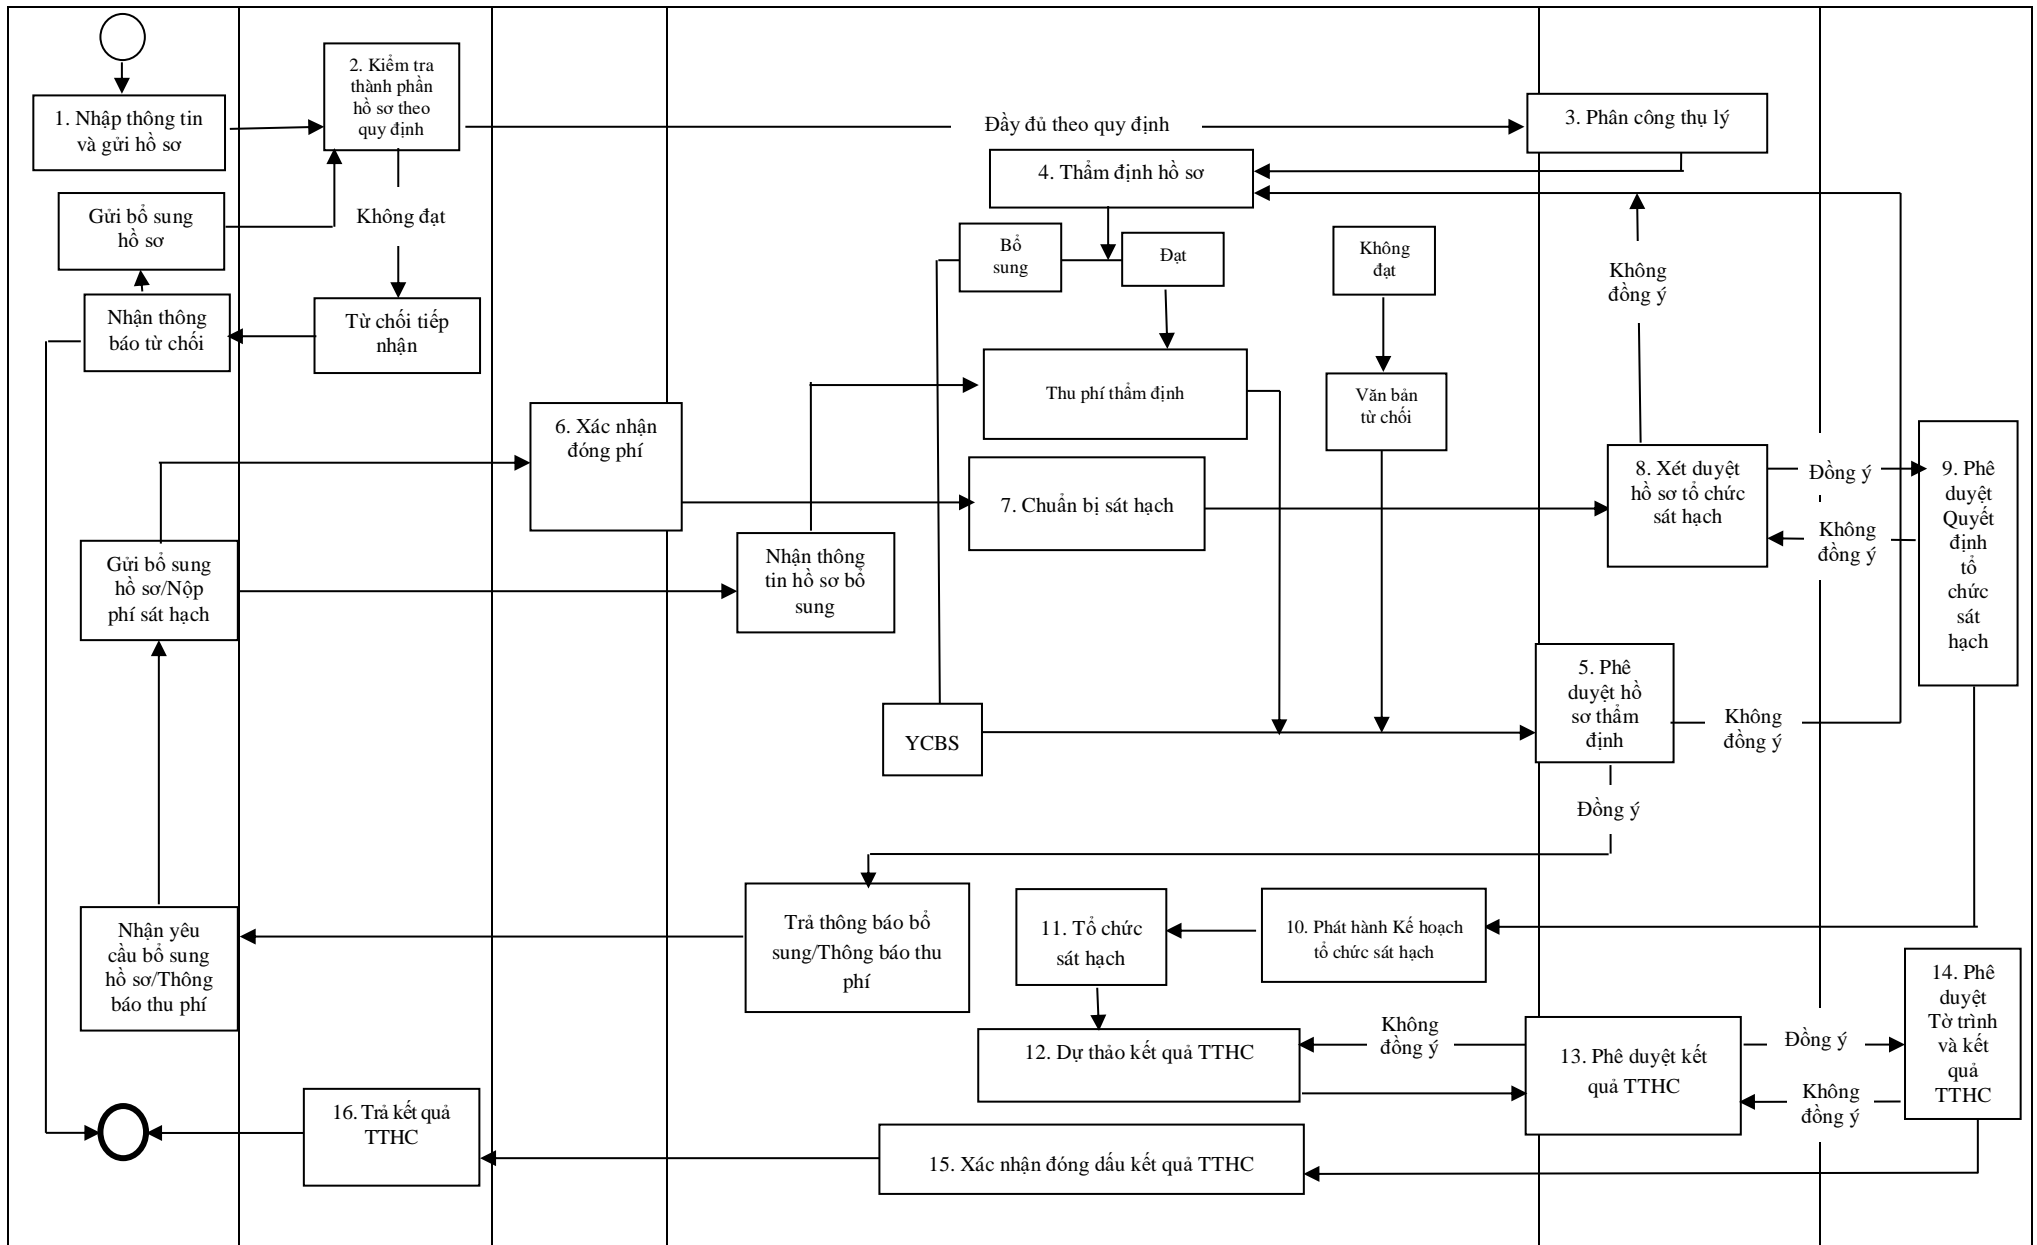 1. Nhập thông tin
và gửi hồ sơ
2. Kiểm tra
thành phần
hồ sơ theo
quy định
Đầy đủ theo quy định
3. Phân công thụ lý
4. Thẩm định hồ sơ
Gửi bổ sung
hồ sơ
Không đạt
Bổ
sung
Đạt
Không
đạt
Không
đồng ý
Nhận thông
báo từ chối
Từ chối tiếp
nhận
Thu phí thẩm định
Văn bản
từ chối
6. Xác nhận
đóng phí
7. Chuẩn bị sát hạch
8. Xét duyệt
hồ sơ tổ chức
sát hạch
Đồng ý
Không
đồng ý
9. Phê
duyệt
Quyết
định
tổ
chức
sát
hạch
Gửi bổ sung
hồ sơ/Nộp
phí sát hạch
Nhận thông
tin hồ sơ bổ
sung
YCBS
5. Phê
duyệt hồ
sơ thẩm
định
Không
đồng ý
Đồng ý
Nhận yêu
cầu bổ sung
hồ sơ/Thông
báo thu phí
Trả thông báo bổ
sung/Thông báo thu
phí
11. Tổ chức
sát hạch
10. Phát hành Kế hoạch
tổ chức sát hạch
12. Dự thảo kết quả TTHC
Không
đồng ý
13. Phê duyệt kết
quả TTHC
Đồng ý
Không
đồng ý
14. Phê
duyệt
Tờ trình
và kết
quả
TTHC
16. Trả kết quả
TTHC
15. Xác nhận đóng dấu kết quả TTHC